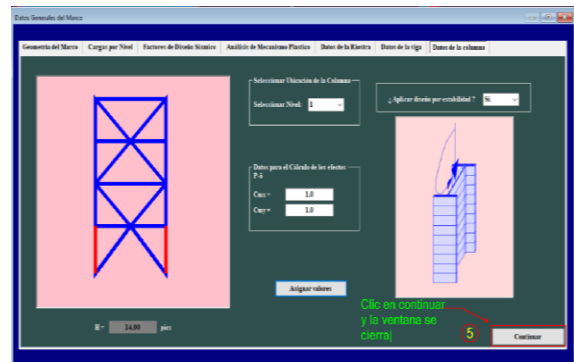 Datos Generales del Marco
Geometría del Marco Cargas por Nivel Factores de Diseño Sísmico Análisis de Mecanismo Plastico Datos de la Riostra Datos de la viga Datos de la columna
Seleccionar Ubicación de la Columna
Seleccionar Nivel: 1
¿ Aplicar diseño por estabilidad ? Si
Datos para el Cálculo de los efectos P-δ
Cmx = 1.0
Cmy = 1.0
Asignar valores
H = 14.00 pies
Clic en continuar
y la ventana se
cierra
5
Continuar